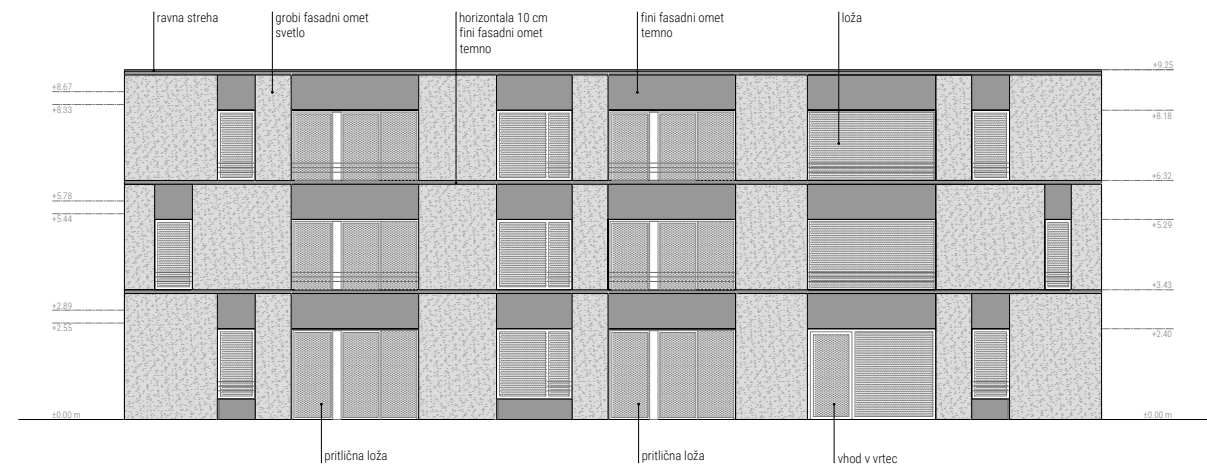 ravna streha
grobi fasadni omet
svetlo
horizontala 10 cm
fini fasadni omet
temno
fini fasadni omet
temno
loža
+8.67
+8.33
+5.78
+5.44
+2.89
+2.55
±0.00 m
+9.25
+8.18
+6.32
+5.29
+3.43
+2.40
±0.00 m
pritlična loža
pritlična loža
vhod v vrtec